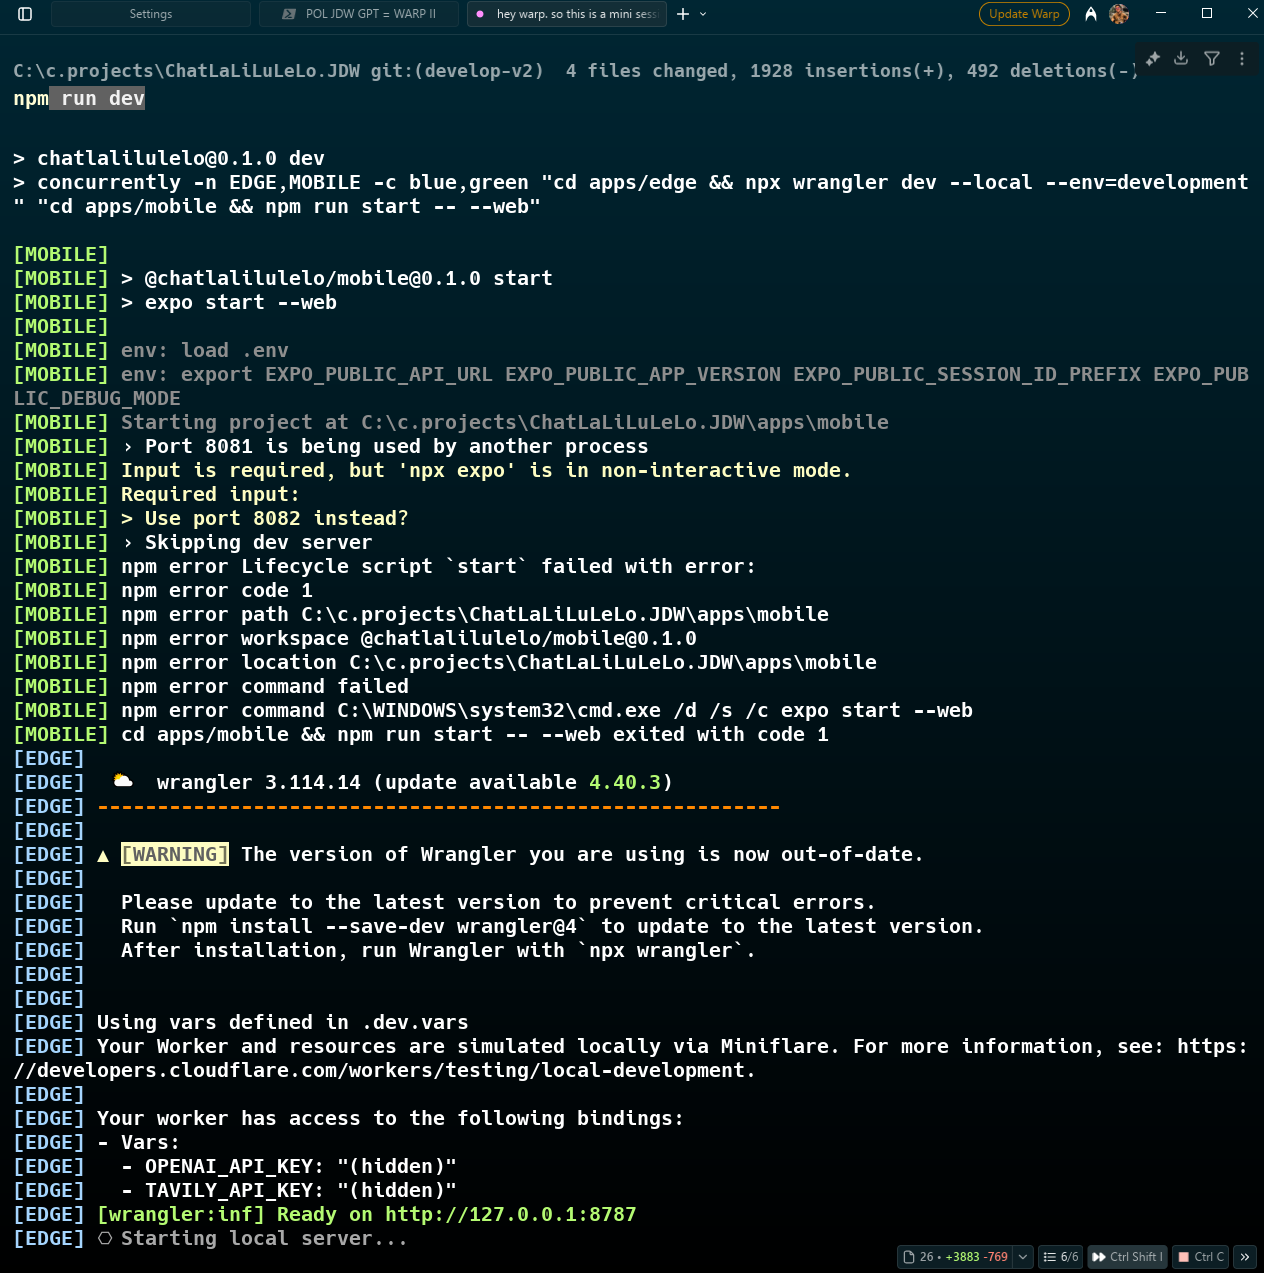 Settings
POL JDW GPT = WARP II
hey warp. so this is a mini sessi
Update Warp
C:\c.projects\ChatLaLiLuLeLo.JDW git:(develop-v2)  4 files changed, 1928 insertions(+), 492 deletions(-)
npm run dev
> chatlalilulelo@0.1.0 dev
> concurrently -n EDGE,MOBILE -c blue,green "cd apps/edge && npx wrangler dev --local --env=development
" "cd apps/mobile && npm run start -- --web"
[MOBILE]
[MOBILE] > @chatlalilulelo/mobile@0.1.0 start
[MOBILE] > expo start --web
[MOBILE]
[MOBILE] env: load .env
[MOBILE] env: export EXPO_PUBLIC_API_URL EXPO_PUBLIC_APP_VERSION EXPO_PUBLIC_SESSION_ID_PREFIX EXPO_PUB
LIC_DEBUG_MODE
[MOBILE] Starting project at C:\c.projects\ChatLaLiLuLeLo.JDW\apps\mobile
[MOBILE] › Port 8081 is being used by another process
[MOBILE] Input is required, but 'npx expo' is in non-interactive mode.
[MOBILE] Required input:
[MOBILE] > Use port 8082 instead?
[MOBILE] › Skipping dev server
[MOBILE] npm error Lifecycle script `start` failed with error:
[MOBILE] npm error code 1
[MOBILE] npm error path C:\c.projects\ChatLaLiLuLeLo.JDW\apps\mobile
[MOBILE] npm error workspace @chatlalilulelo/mobile@0.1.0
[MOBILE] npm error location C:\c.projects\ChatLaLiLuLeLo.JDW\apps\mobile
[MOBILE] npm error command failed
[MOBILE] npm error command C:\WINDOWS\system32\cmd.exe /d /s /c expo start --web
[MOBILE] cd apps/mobile && npm run start -- --web exited with code 1
[EDGE]
[EDGE]  ⛅️ wrangler 3.114.14 (update available 4.40.3)
[EDGE] ---------------------------------------------------------
[EDGE]
[EDGE] ▲ [WARNING] The version of Wrangler you are using is now out-of-date.
[EDGE]
[EDGE]   Please update to the latest version to prevent critical errors.
[EDGE]   Run `npm install --save-dev wrangler@4` to update to the latest version.
[EDGE]   After installation, run Wrangler with `npx wrangler`.
[EDGE]
[EDGE]
[EDGE] Using vars defined in .dev.vars
[EDGE] Your Worker and resources are simulated locally via Miniflare. For more information, see: https:
//developers.cloudflare.com/workers/testing/local-development.
[EDGE]
[EDGE] Your worker has access to the following bindings:
[EDGE] - Vars:
[EDGE]   - OPENAI_API_KEY: "(hidden)"
[EDGE]   - TAVILY_API_KEY: "(hidden)"
[EDGE] [wrangler:inf] Ready on http://127.0.0.1:8787
[EDGE] ⎔ Starting local server...
26 • +3883 -769
6/6
Ctrl Shift I
Ctrl C